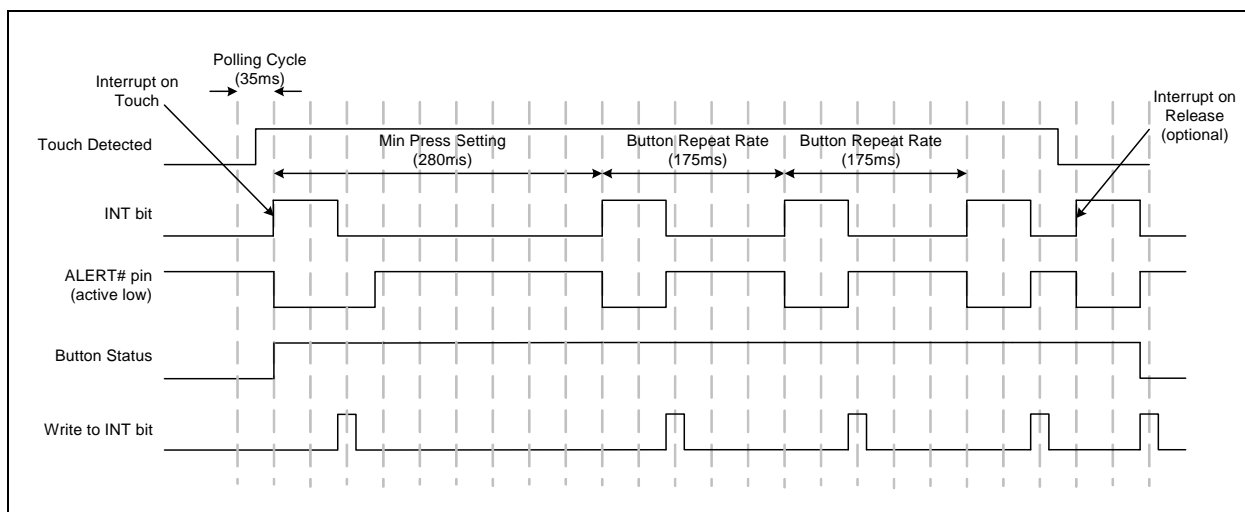 Polling Cycle
(35ms)
Interrupt on
Touch
Interrupt on
Release
(optional)
Touch Detected
Min Press Setting
(280ms)
Button Repeat Rate
(175ms)
Button Repeat Rate
(175ms)
INT bit
ALERT# pin
(active low)
Button Status
Write to INT bit